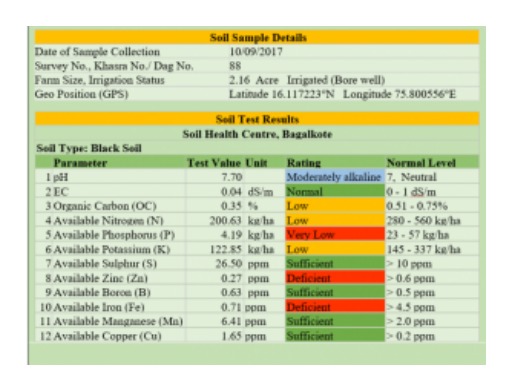 Soil Sample Details
Date of Sample Collection 10/09/2017
Survey No., Khasra No./ Dag No. 88
Farm Size, Irrigation Status 2.16 Acre Irrigated (Bore well)
Geo Position (GPS) Latitude 16.117223°N Longitude 75.800556°E
Soil Test Results
Soil Health Centre, Bagalkote
Soil Type: Black Soil
Parameter Test Value Unit Rating Normal Level
1 pH 7.70 Moderately alkaline 7, Neutral
2 EC 0.04 dS/m Normal 0 - 1 dS/m
3 Organic Carbon (OC) 0.35 % Low 0.51 - 0.75%
4 Available Nitrogen (N) 200.63 kg/ha Low 280 - 560 kg/ha
5 Available Phosphorus (P) 4.19 kg/ha Very Low 23 - 57 kg/ha
6 Available Potassium (K) 122.85 kg/ha Low 145 - 337 kg/ha
7 Available Sulphur (S) 26.50 ppm Sufficient > 10 ppm
8 Available Zinc (Zn) 0.27 ppm Deficient > 0.6 ppm
9 Available Boron (B) 0.63 ppm Sufficient > 0.5 ppm
10 Available Iron (Fe) 0.71 ppm Deficient > 4.5 ppm
11 Available Manganese (Mn) 6.41 ppm Sufficient > 2.0 ppm
12 Available Copper (Cu) 1.65 ppm Sufficient > 0.2 ppm